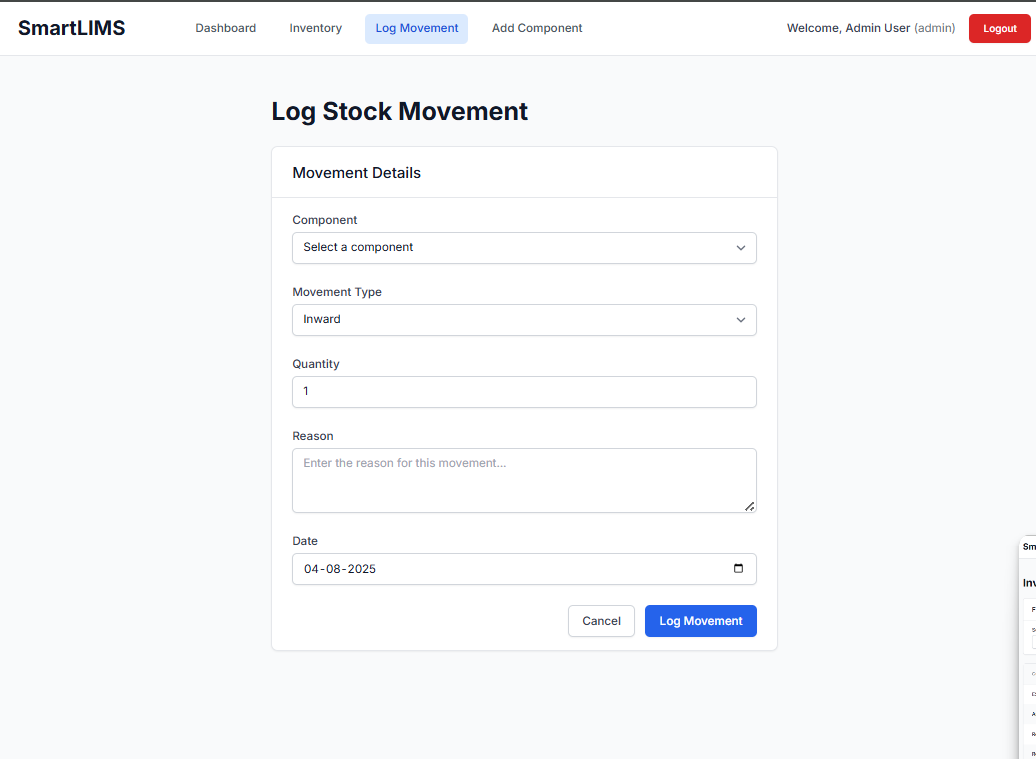 SmartLIMS Dashboard Inventory Log Movement Add Component Welcome, Admin User (admin) Logout
Log Stock Movement
Movement Details
Component
Select a component
Movement Type
Inward
Quantity
1
Reason
Enter the reason for this movement...
Date
04-08-2025
Cancel Log Movement
Sm
Inv